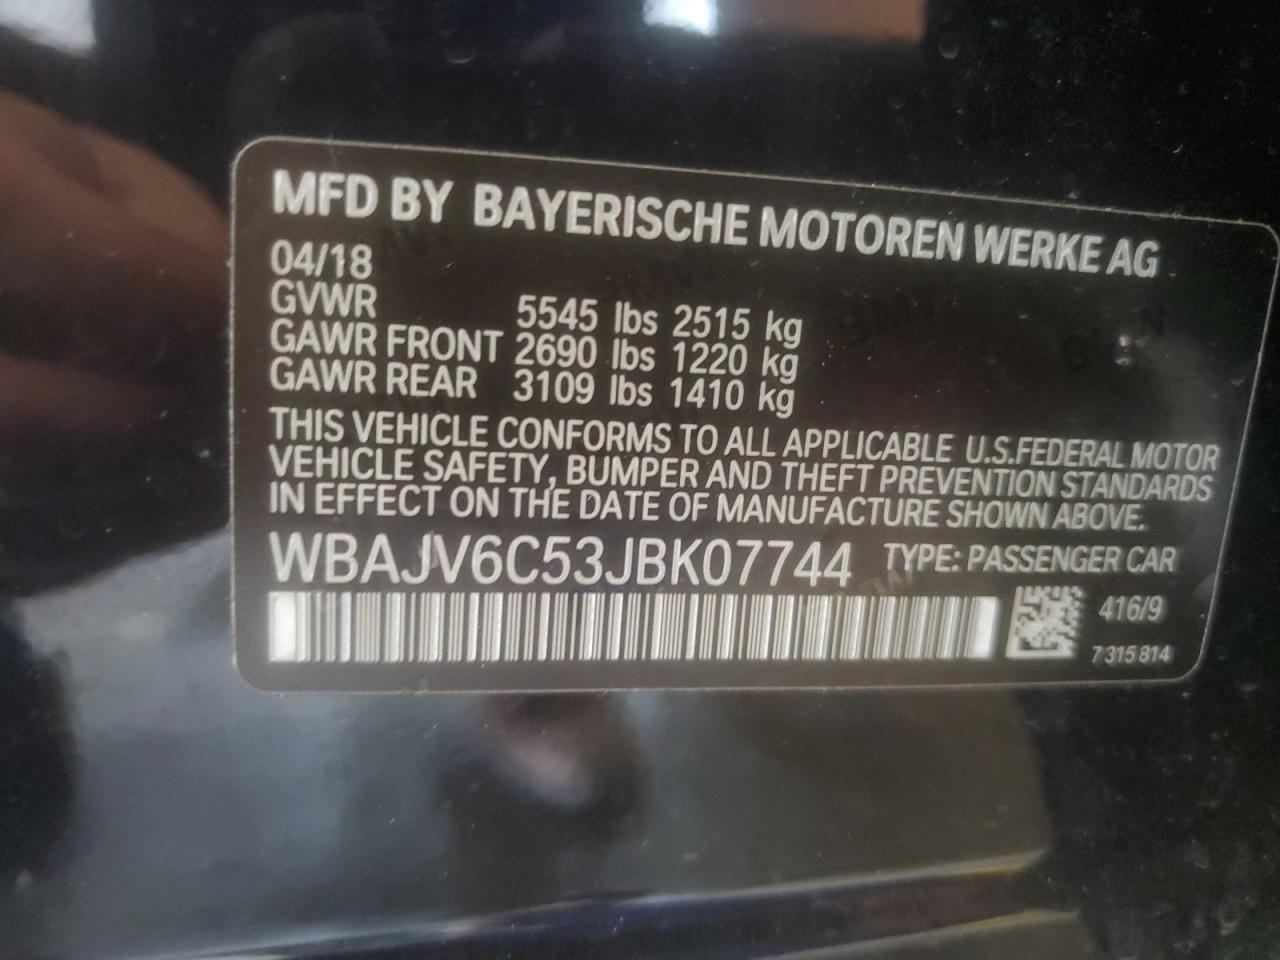 MFD BY BAYERISCHE MOTOREN WERKE AG
04/18
GVWR 5545 lbs 2515 kg
GAWR FRONT 2690 lbs 1220 kg
GAWR REAR 3109 lbs 1410 kg
THIS VEHICLE CONFORMS TO ALL APPLICABLE U.S.FEDERAL MOTOR
VEHICLE SAFETY, BUMPER AND THEFT PREVENTION STANDARDS
IN EFFECT ON THE DATE OF MANUFACTURE SHOWN ABOVE.
WBAJV6C53JBK07744 TYPE: PASSENGER CAR
416/9
7 315 814